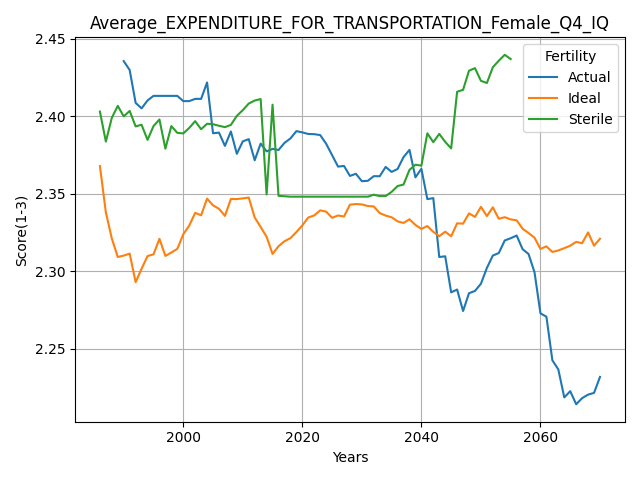 Average_EXPENDITURE_FOR_TRANSPORTATION_Female_Q4_IQ
Fertility
Actual
Ideal
Sterile
Score(1-3)
2.45
2.40
2.35
2.30
2.25
2000
2020
2040
2060
Years